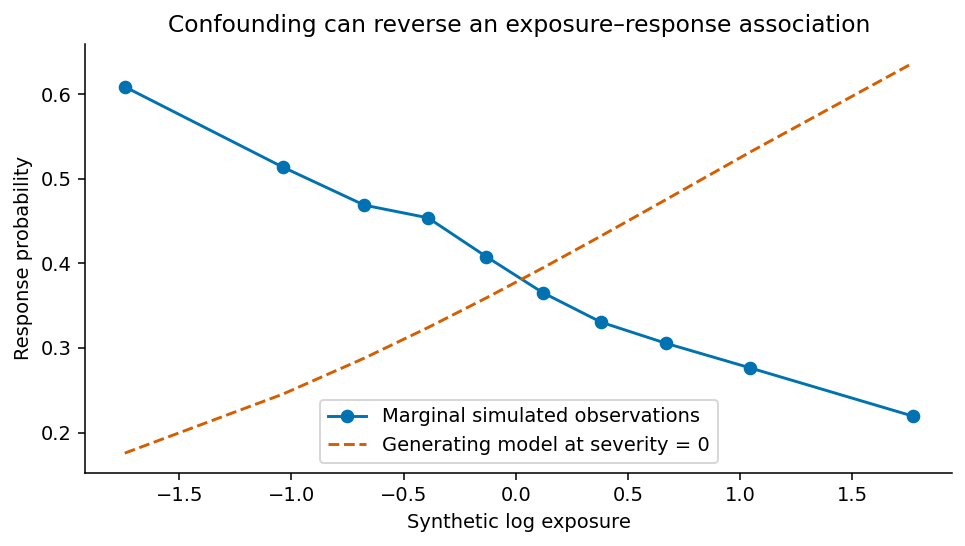 Confounding can reverse an exposure–response association
Response probability
0.6
0.5
0.4
0.3
0.2
Marginal simulated observations
Generating model at severity = 0
−1.5
−1.0
−0.5
0.0
0.5
1.0
1.5
Synthetic log exposure